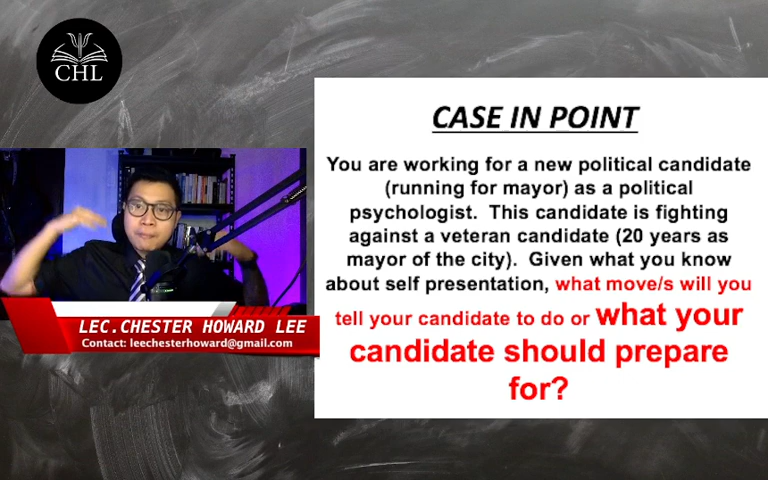 CHL
CASE IN POINT
You are working for a new political candidate
(running for mayor) as a political
psychologist.  This candidate is fighting
against a veteran candidate (20 years as
mayor of the city).  Given what you know
about self presentation, what move/s will you
tell your candidate to do or what your
candidate should prepare
for?
LEC.CHESTER HOWARD LEE
Contact: leechesterhoward@gmail.com